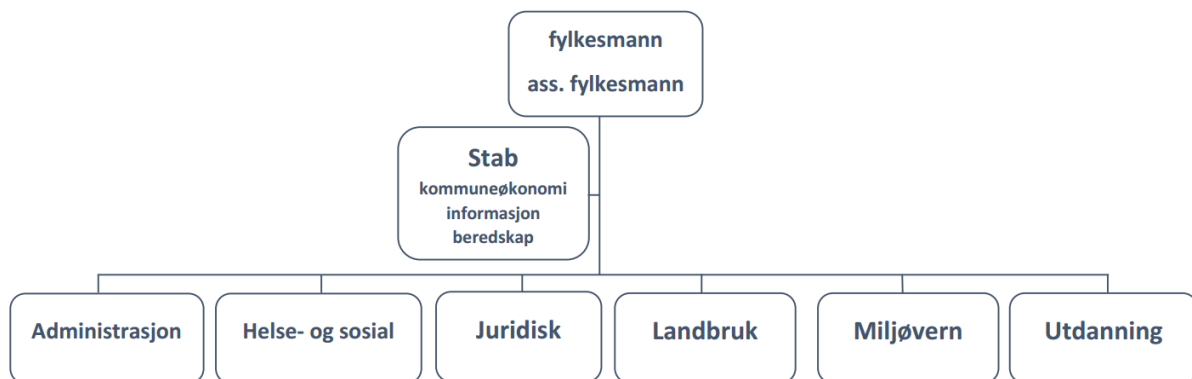 fylkesmann
ass. fylkesmann
Stab
kommuneøkonomi
informasjon
beredskap
Administrasjon
Helse- og sosial
Juridisk
Landbruk
Miljøvern
Utdanning